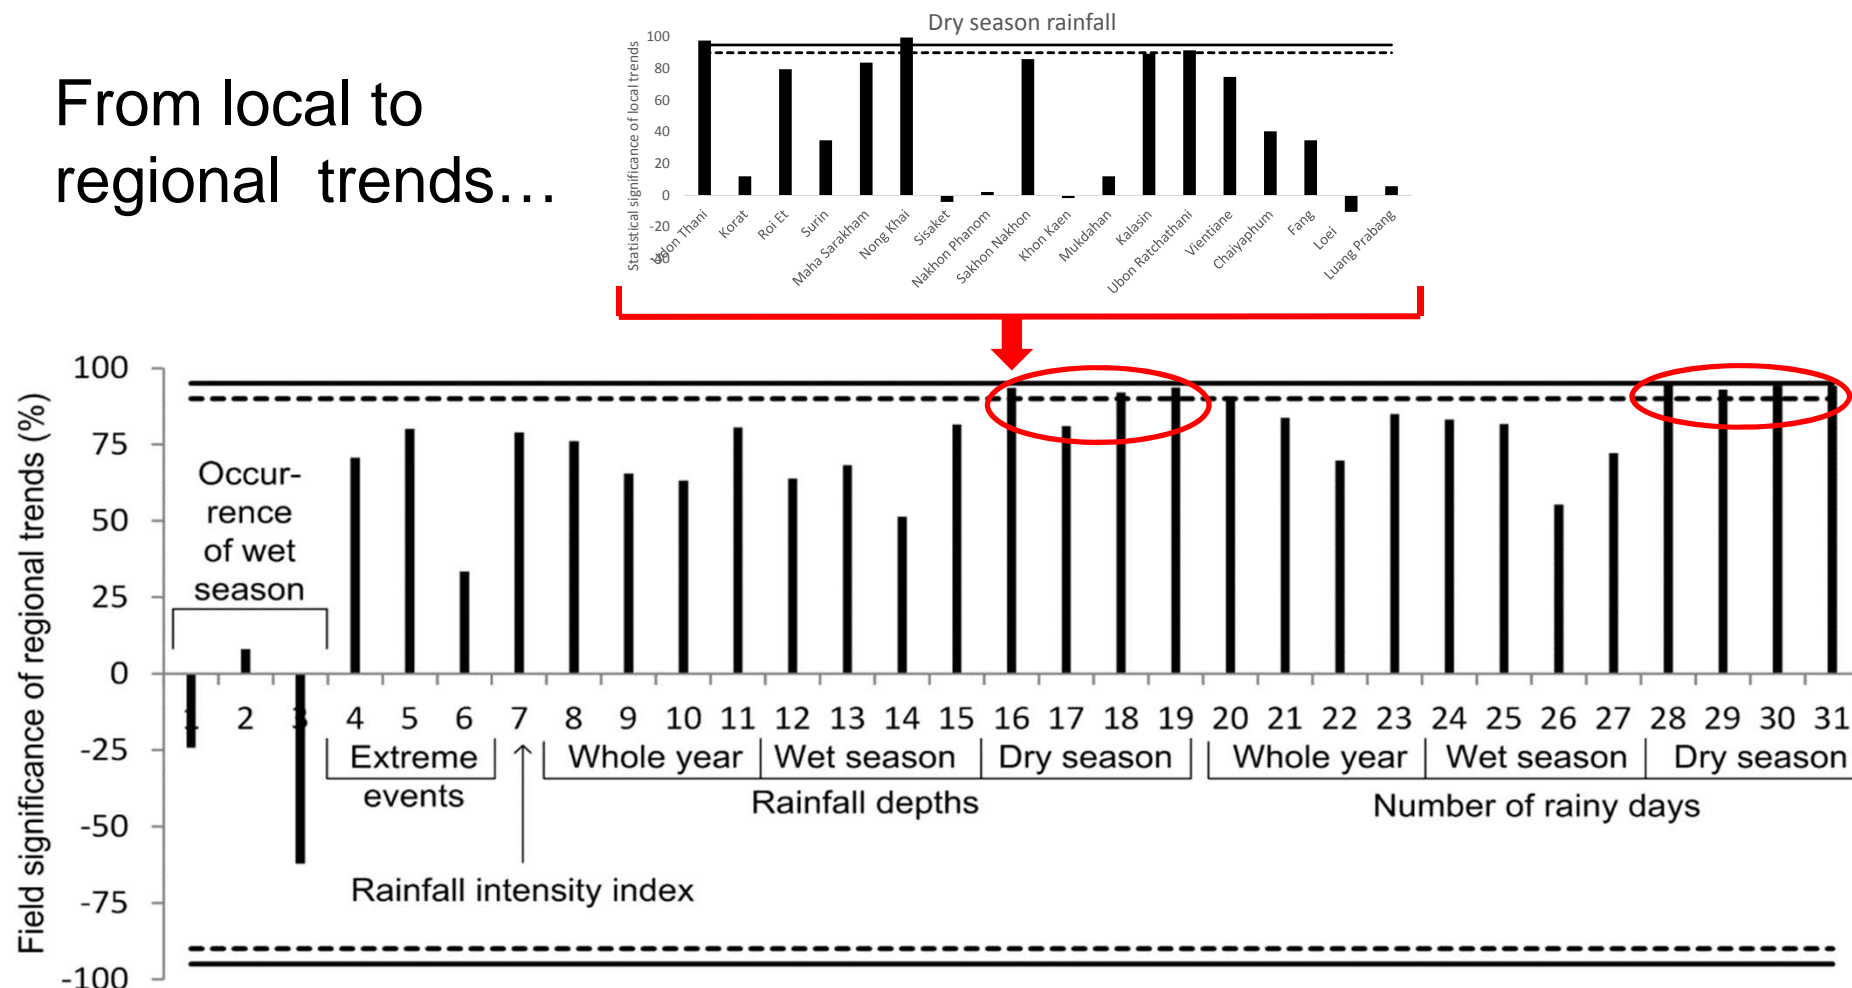 From local to
regional trends…
Dry season rainfall
Statistical significance of local trends
100
80
60
40
20
0
-20
-40
Udon Thani
Korat
Roi Et
Surin
Maha Sarakham
Nong Khai
Sisaket
Nakhon Phanom
Sakhon Nakhon
Khon Kaen
Mukdahan
Kalasin
Ubon Ratchathani
Vientiane
Chaiyaphum
Fang
Loei
Luang Prabang
Field significance of regional trends (%)
100
75
50
25
0
-25
-50
-75
-100
Occur-
rence
of wet
season
1 2 3 4 5 6 7 8 9 10 11 12 13 14 15 16 17 18 19 20 21 22 23 24 25 26 27 28 29 30 31
Extreme
events
Whole year
Wet season
Dry season
Whole year
Wet season
Dry season
Rainfall depths
Number of rainy days
Rainfall intensity index